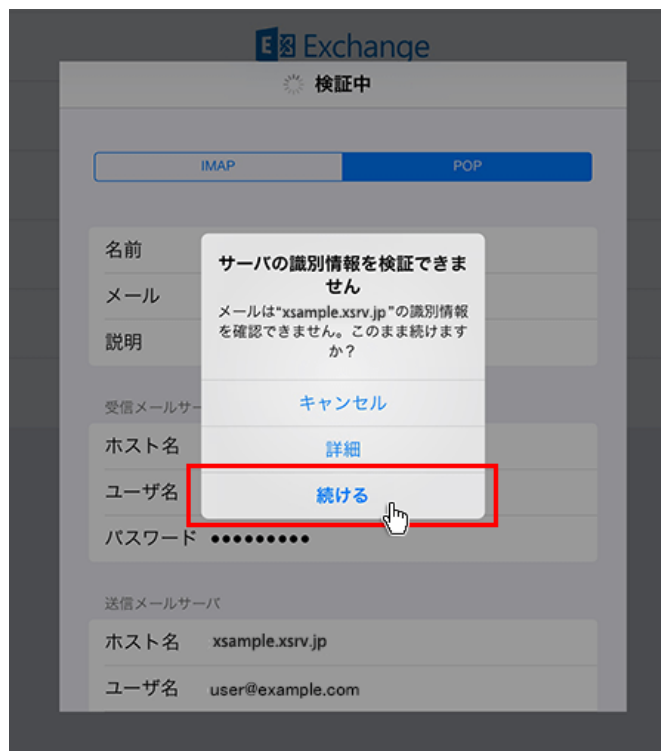 Exchange
検証中
IMAP
POP
名前
メール
説明
サーバの識別情報を検証できま
せん
メールは“xsample.xsrv.jp”の識別情報
を確認できません。このまま続けます
か？
キャンセル
詳細
続ける
受信メールサー
ホスト名
ユーザ名
パスワード ●●●●●●●●●
送信メールサーバ
ホスト名 xsample.xsrv.jp
ユーザ名 user@example.com